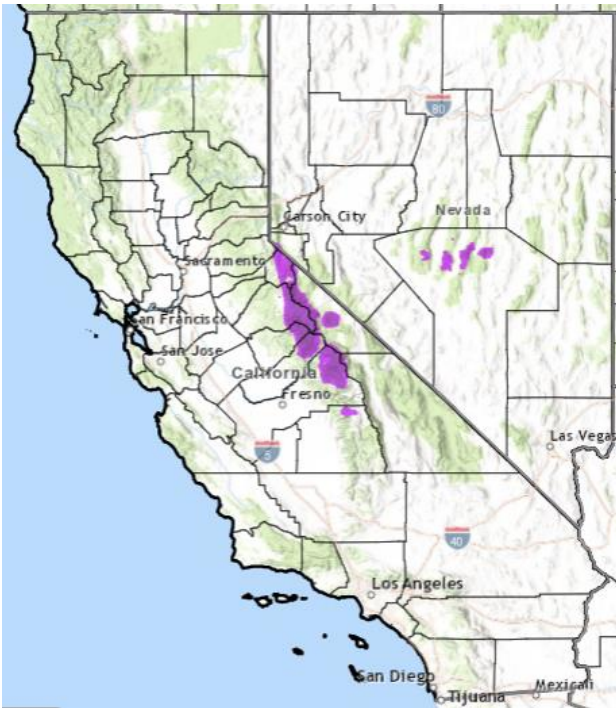 80
Nevada
Carson City
Sacramento
San Francisco
San Jose
California
Fresno
5
Las Vegas
40
Los Angeles
San Diego
Tijuana
Mexicali